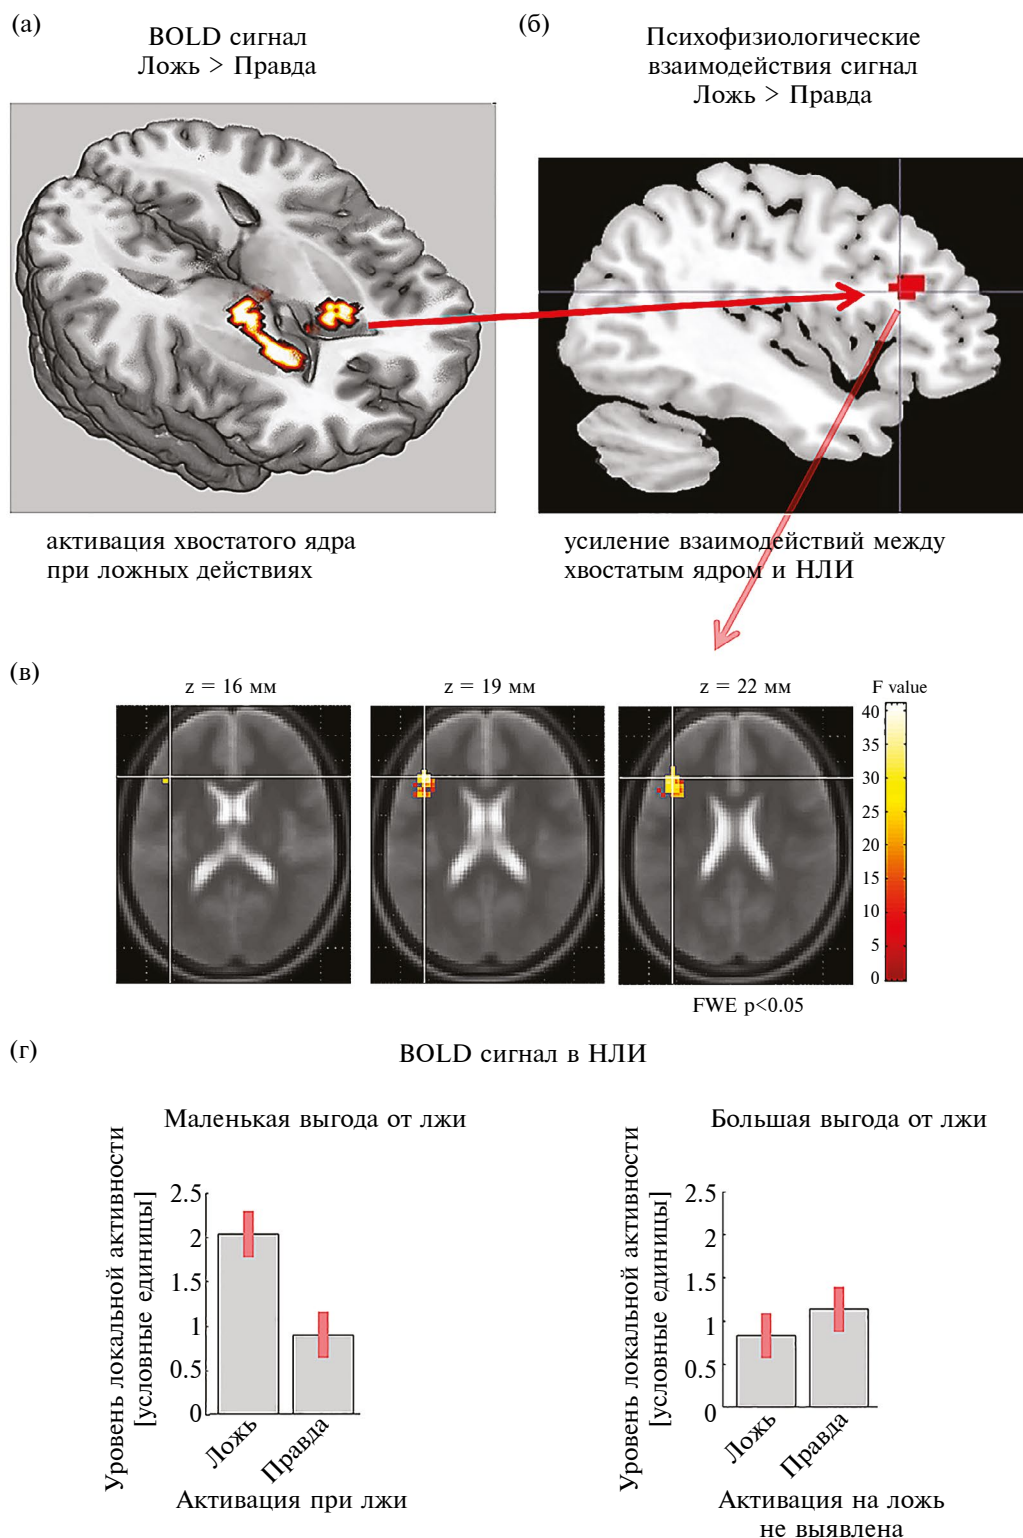 (а)
BOLD сигнал
Ложь > Правда
(б)
Психофизиологические
взаимодействия сигнал
Ложь > Правда
активация хвостатого ядра
при ложных действиях
усиление взаимодействий между
хвостатым ядром и НЛИ
(в)
z = 16 мм
z = 19 мм
z = 22 мм
F value
40
35
30
25
20
15
10
5
0
FWE p<0.05
(г)
BOLD сигнал в НЛИ
Маленькая выгода от лжи
Уровень локальной активности
[условные единицы]
2.5
2
1.5
1
0.5
0
Ложь
Правда
Активация при лжи
Большая выгода от лжи
Уровень локальной активности
[условные единицы]
2.5
2
1.5
1
0.5
0
Ложь
Правда
Активация на ложь
не выявлена